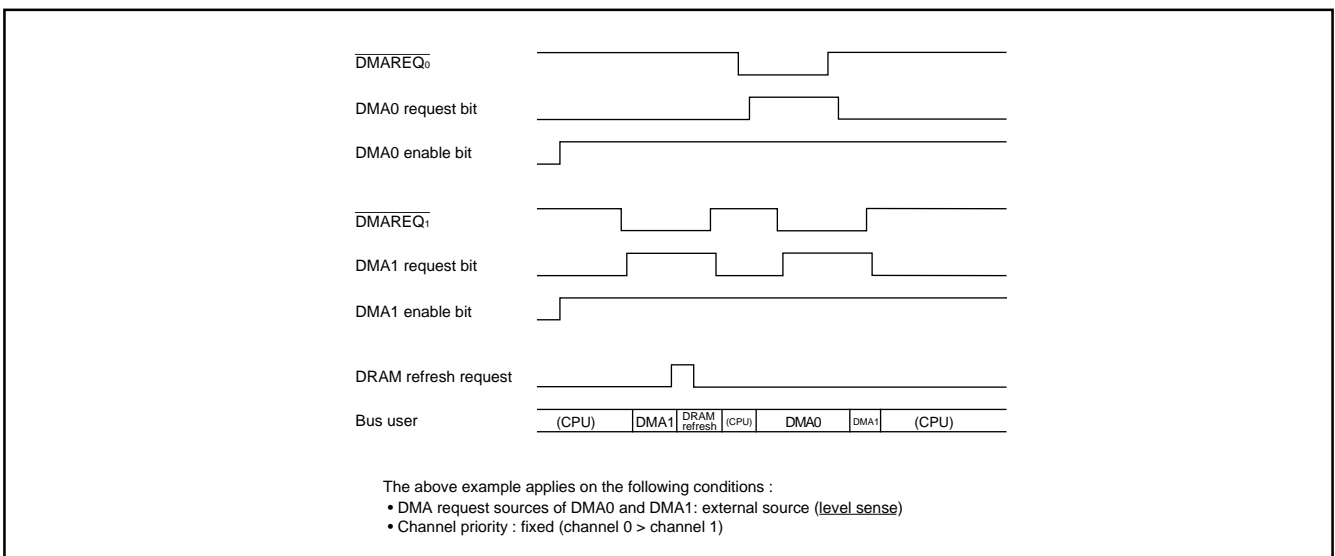 DMAREQ₀
DMA0 request bit
DMA0 enable bit
DMAREQ₁
DMA1 request bit
DMA1 enable bit
DRAM refresh request
Bus user (CPU) DMA1 DRAM refresh (CPU) DMA0 DMA1 (CPU)
The above example applies on the following conditions :
• DMA request sources of DMA0 and DMA1: external source (level sense)
• Channel priority : fixed (channel 0 > channel 1)